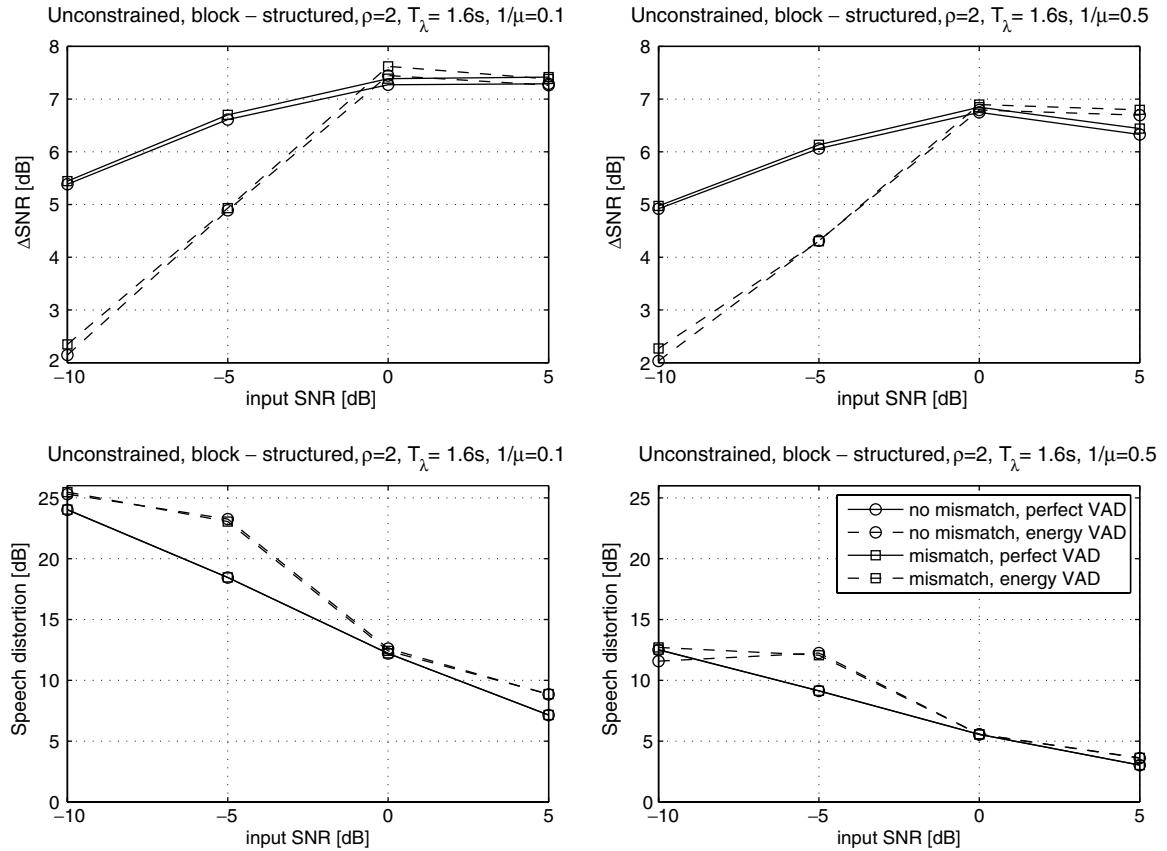 Unconstrained, block – structured, ρ=2, T_λ= 1.6s, 1/μ=0.1
8
7
6
5
4
3
2
ΔSNR [dB]
−10
−5
0
5
input SNR [dB]
Unconstrained, block – structured, ρ=2, T_λ= 1.6s, 1/μ=0.5
8
7
6
5
4
3
2
ΔSNR [dB]
−10
−5
0
5
input SNR [dB]
Unconstrained, block – structured, ρ=2, T_λ= 1.6s, 1/μ=0.1
25
20
15
10
5
0
Speech distortion [dB]
−10
−5
0
5
input SNR [dB]
Unconstrained, block – structured, ρ=2, T_λ= 1.6s, 1/μ=0.5
25
20
15
10
5
0
Speech distortion [dB]
no mismatch, perfect VAD
no mismatch, energy VAD
mismatch, perfect VAD
mismatch, energy VAD
−10
−5
0
5
input SNR [dB]